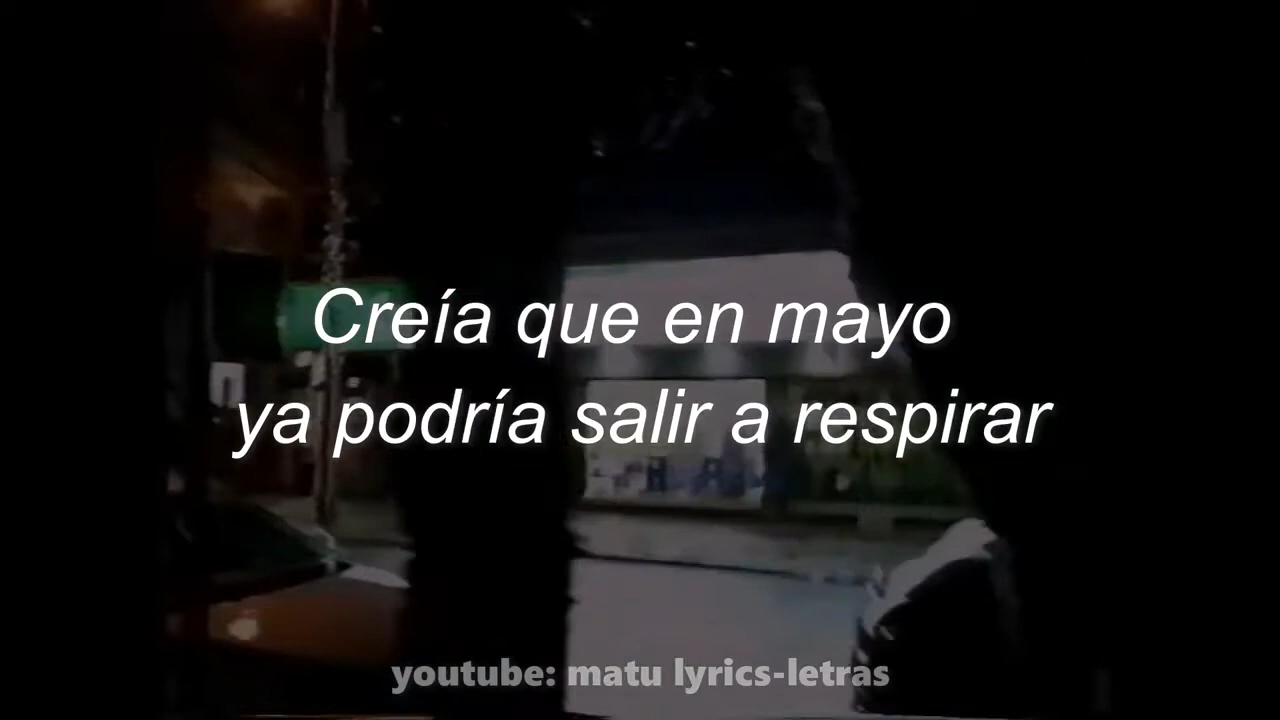 Creía que en mayo
ya podría salir a respirar
youtube: matu lyrics-letras